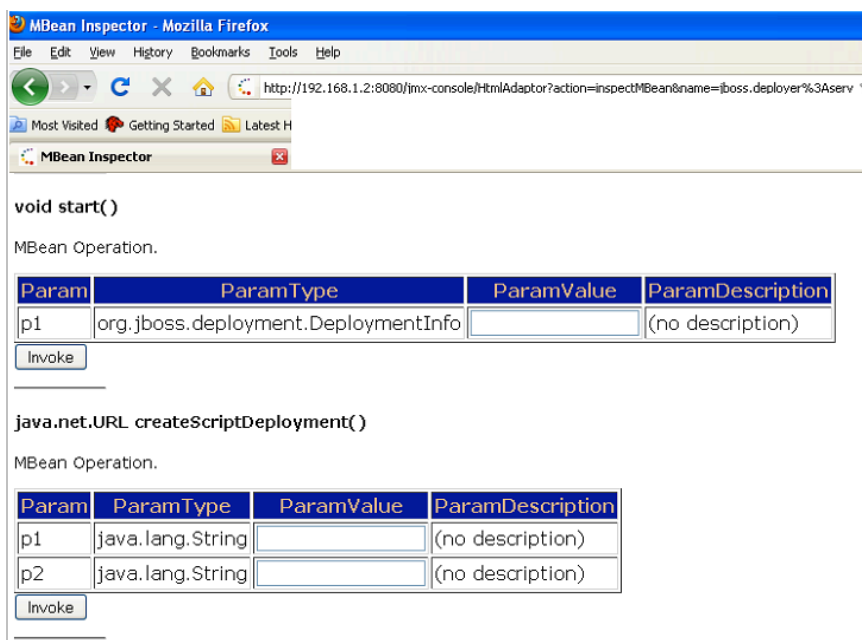 MBean Inspector - Mozilla Firefox
File Edit View History Bookmarks Tools Help
http://192.168.1.2:8080/jmx-console/HtmlAdaptor?action=inspectMBean&name=jboss.deployer%3Aserv
Most Visited Getting Started Latest H
MBean Inspector
void start()
MBean Operation.
Param ParamType ParamValue ParamDescription
p1 org.jboss.deployment.DeploymentInfo (no description)
Invoke
java.net.URL createScriptDeployment()
MBean Operation.
Param ParamType ParamValue ParamDescription
p1 java.lang.String (no description)
p2 java.lang.String (no description)
Invoke